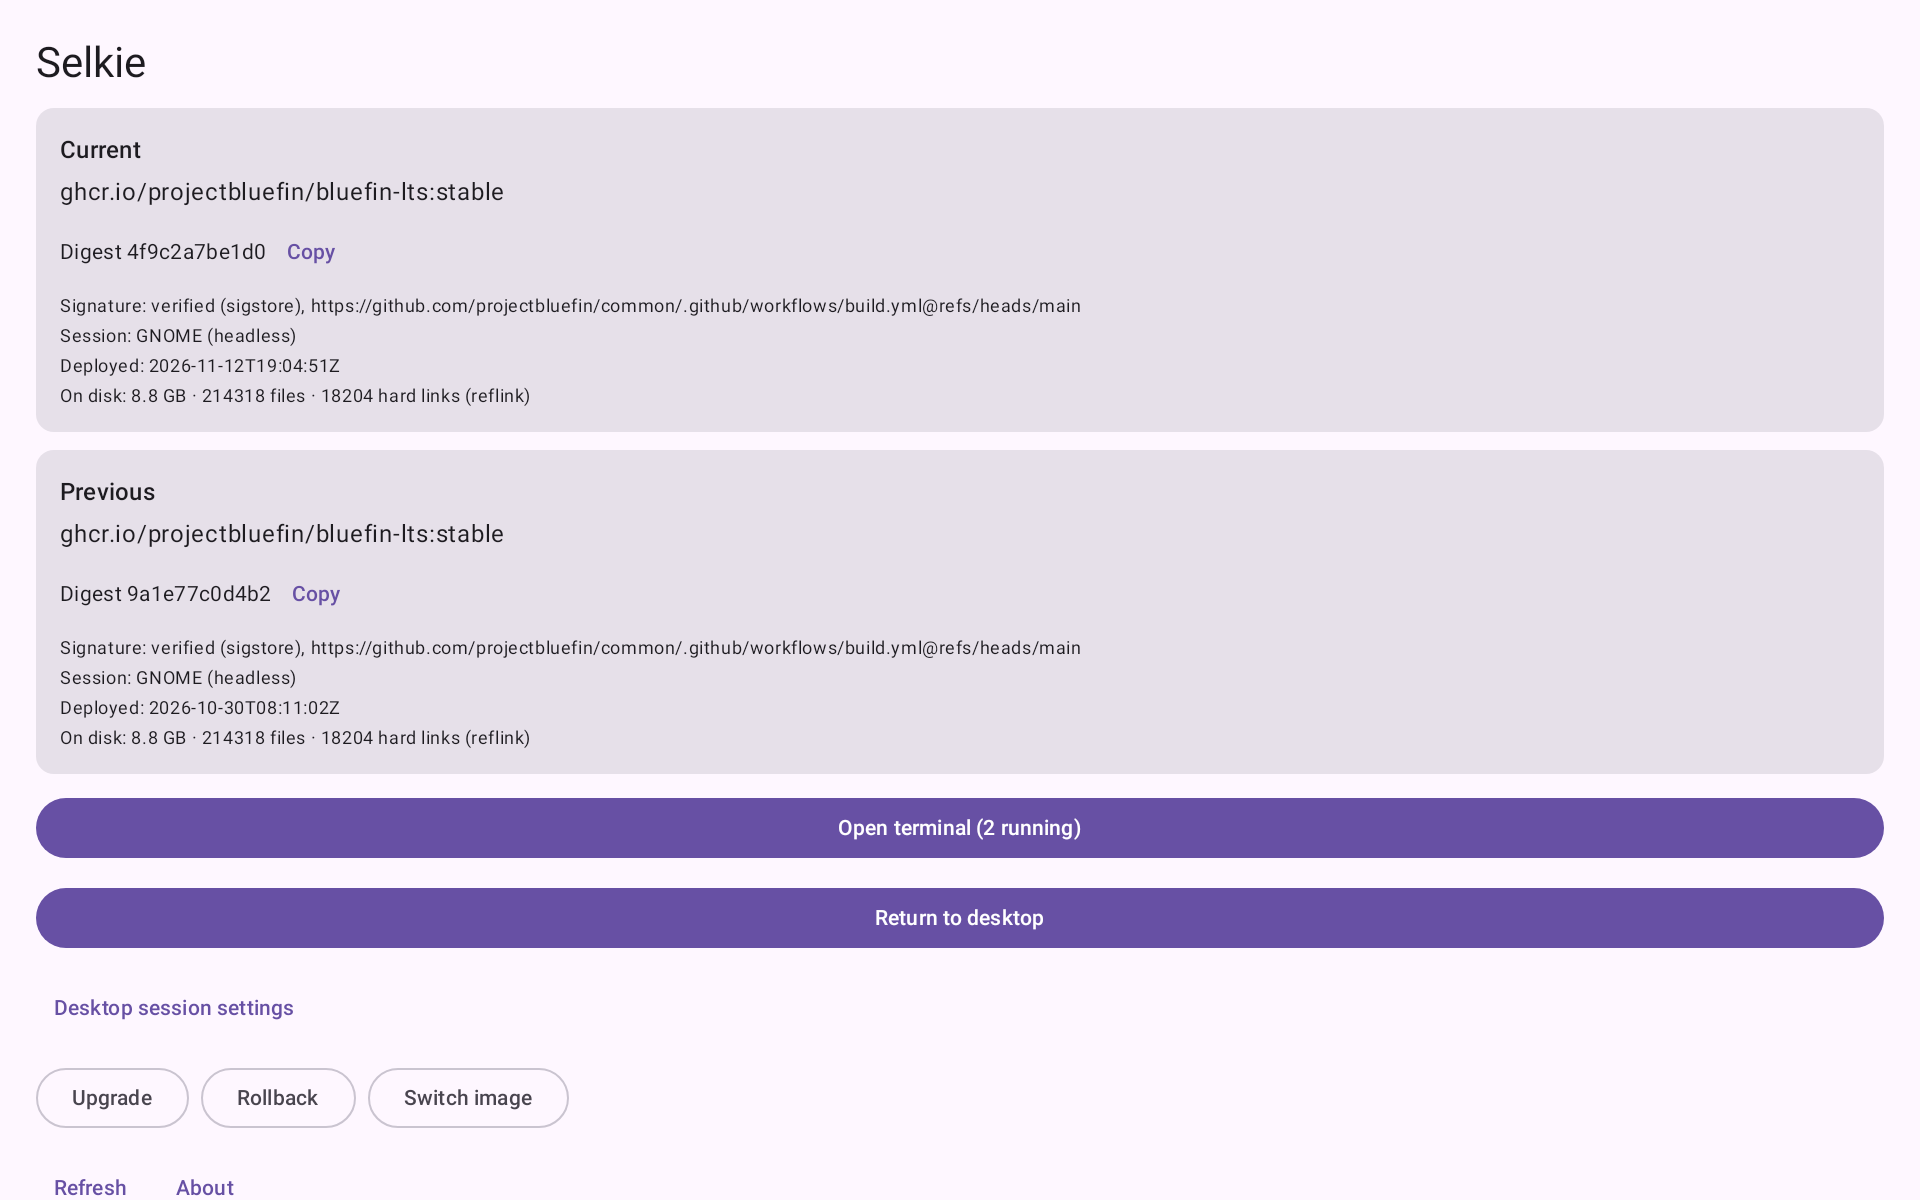 Selkie
Current
ghcr.io/projectbluefin/bluefin-lts:stable
Digest 4f9c2a7be1d0 Copy
Signature: verified (sigstore), https://github.com/projectbluefin/common/.github/workflows/build.yml@refs/heads/main
Session: GNOME (headless)
Deployed: 2026-11-12T19:04:51Z
On disk: 8.8 GB · 214318 files · 18204 hard links (reflink)
Previous
ghcr.io/projectbluefin/bluefin-lts:stable
Digest 9a1e77c0d4b2 Copy
Signature: verified (sigstore), https://github.com/projectbluefin/common/.github/workflows/build.yml@refs/heads/main
Session: GNOME (headless)
Deployed: 2026-10-30T08:11:02Z
On disk: 8.8 GB · 214318 files · 18204 hard links (reflink)
Open terminal (2 running)
Return to desktop
Desktop session settings
Upgrade Rollback Switch image
Refresh About